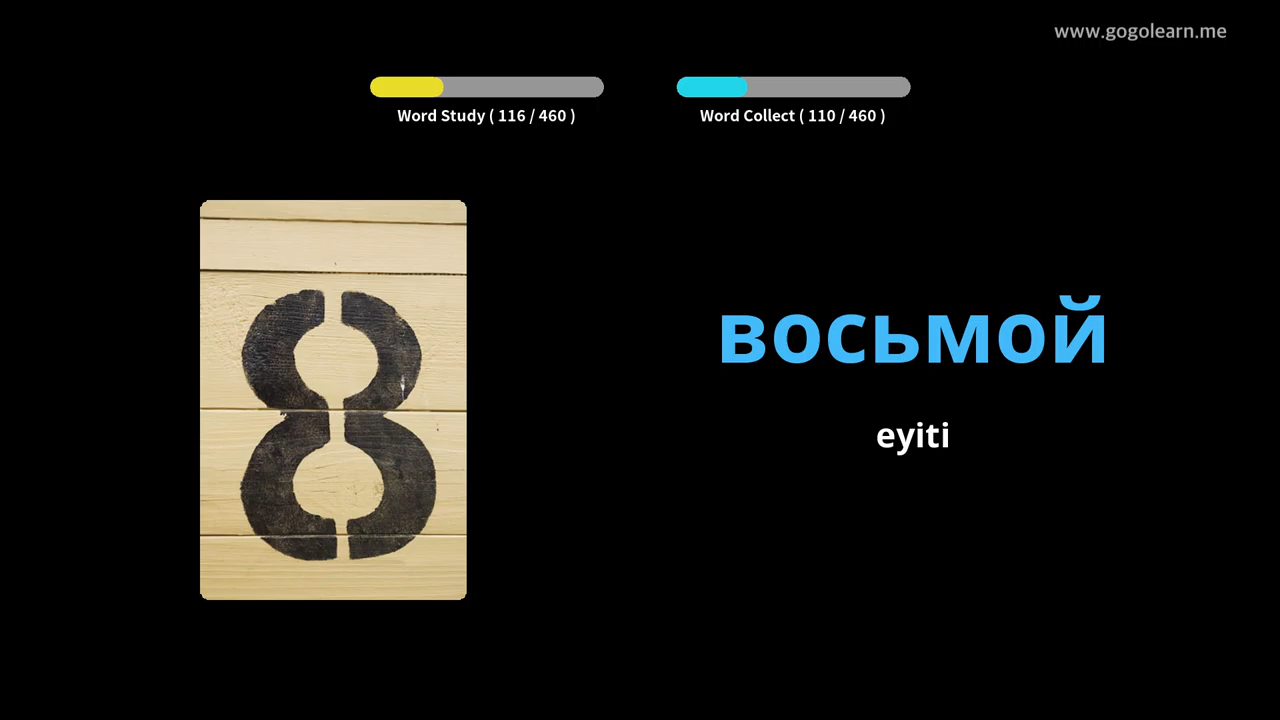 www.gogolearn.me
Word Study ( 116 / 460 )
Word Collect ( 110 / 460 )
8
восьмой
eyiti